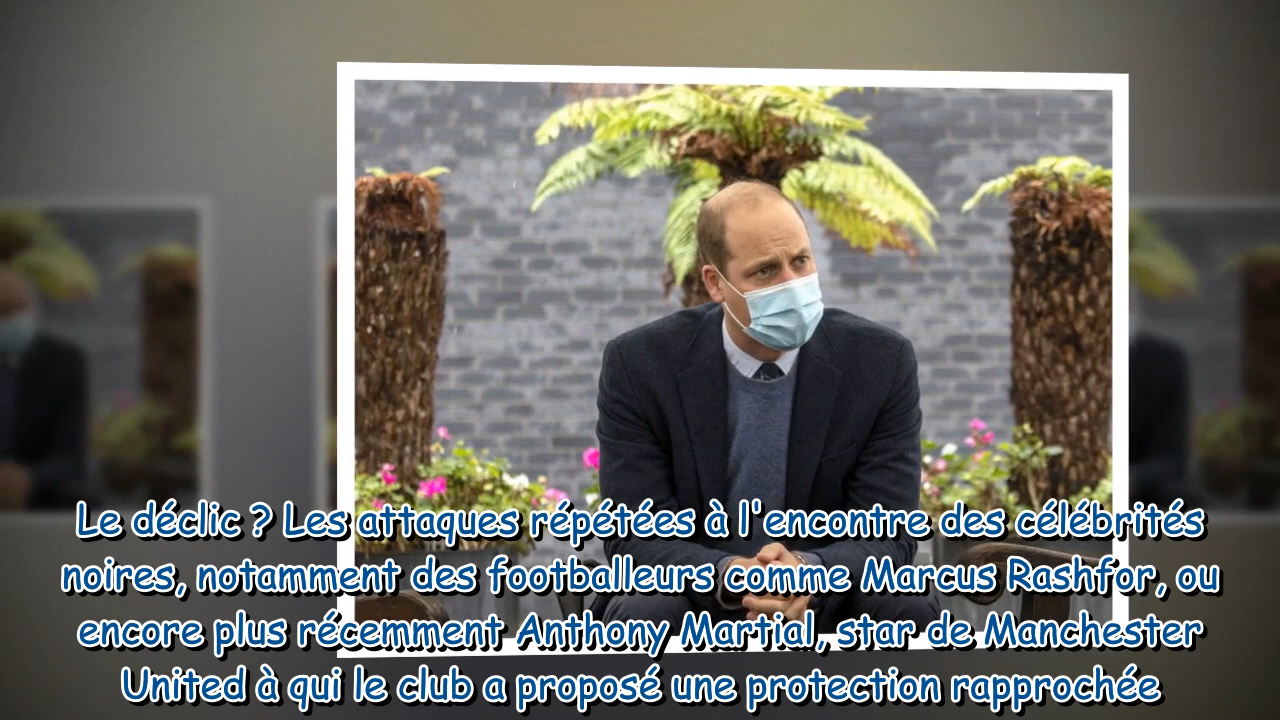 Le déclic ? Les attaques répétées à l'encontre des célébrités
noires, notamment des footballeurs comme Marcus Rashfor, ou
encore plus récemment Anthony Martial, star de Manchester
United à qui le club a proposé une protection rapprochée